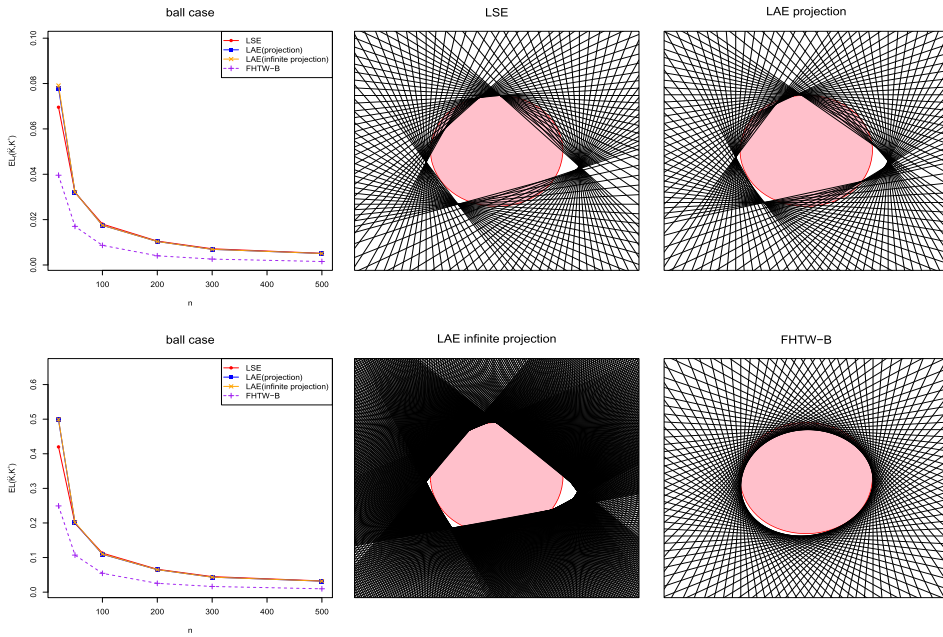 ball case
LSE
LAE projection
EL(K̂,K*)
0.00
0.02
0.04
0.06
0.08
0.10
LSE
LAE(projection)
LAE(infinite projection)
FHTW−B
100
200
300
400
500
n
ball case
LAE infinite projection
FHTW−B
EL(K̂,K*)
0.0
0.1
0.2
0.3
0.4
0.5
0.6
LSE
LAE(projection)
LAE(infinite projection)
FHTW−B
100
200
300
400
500
n